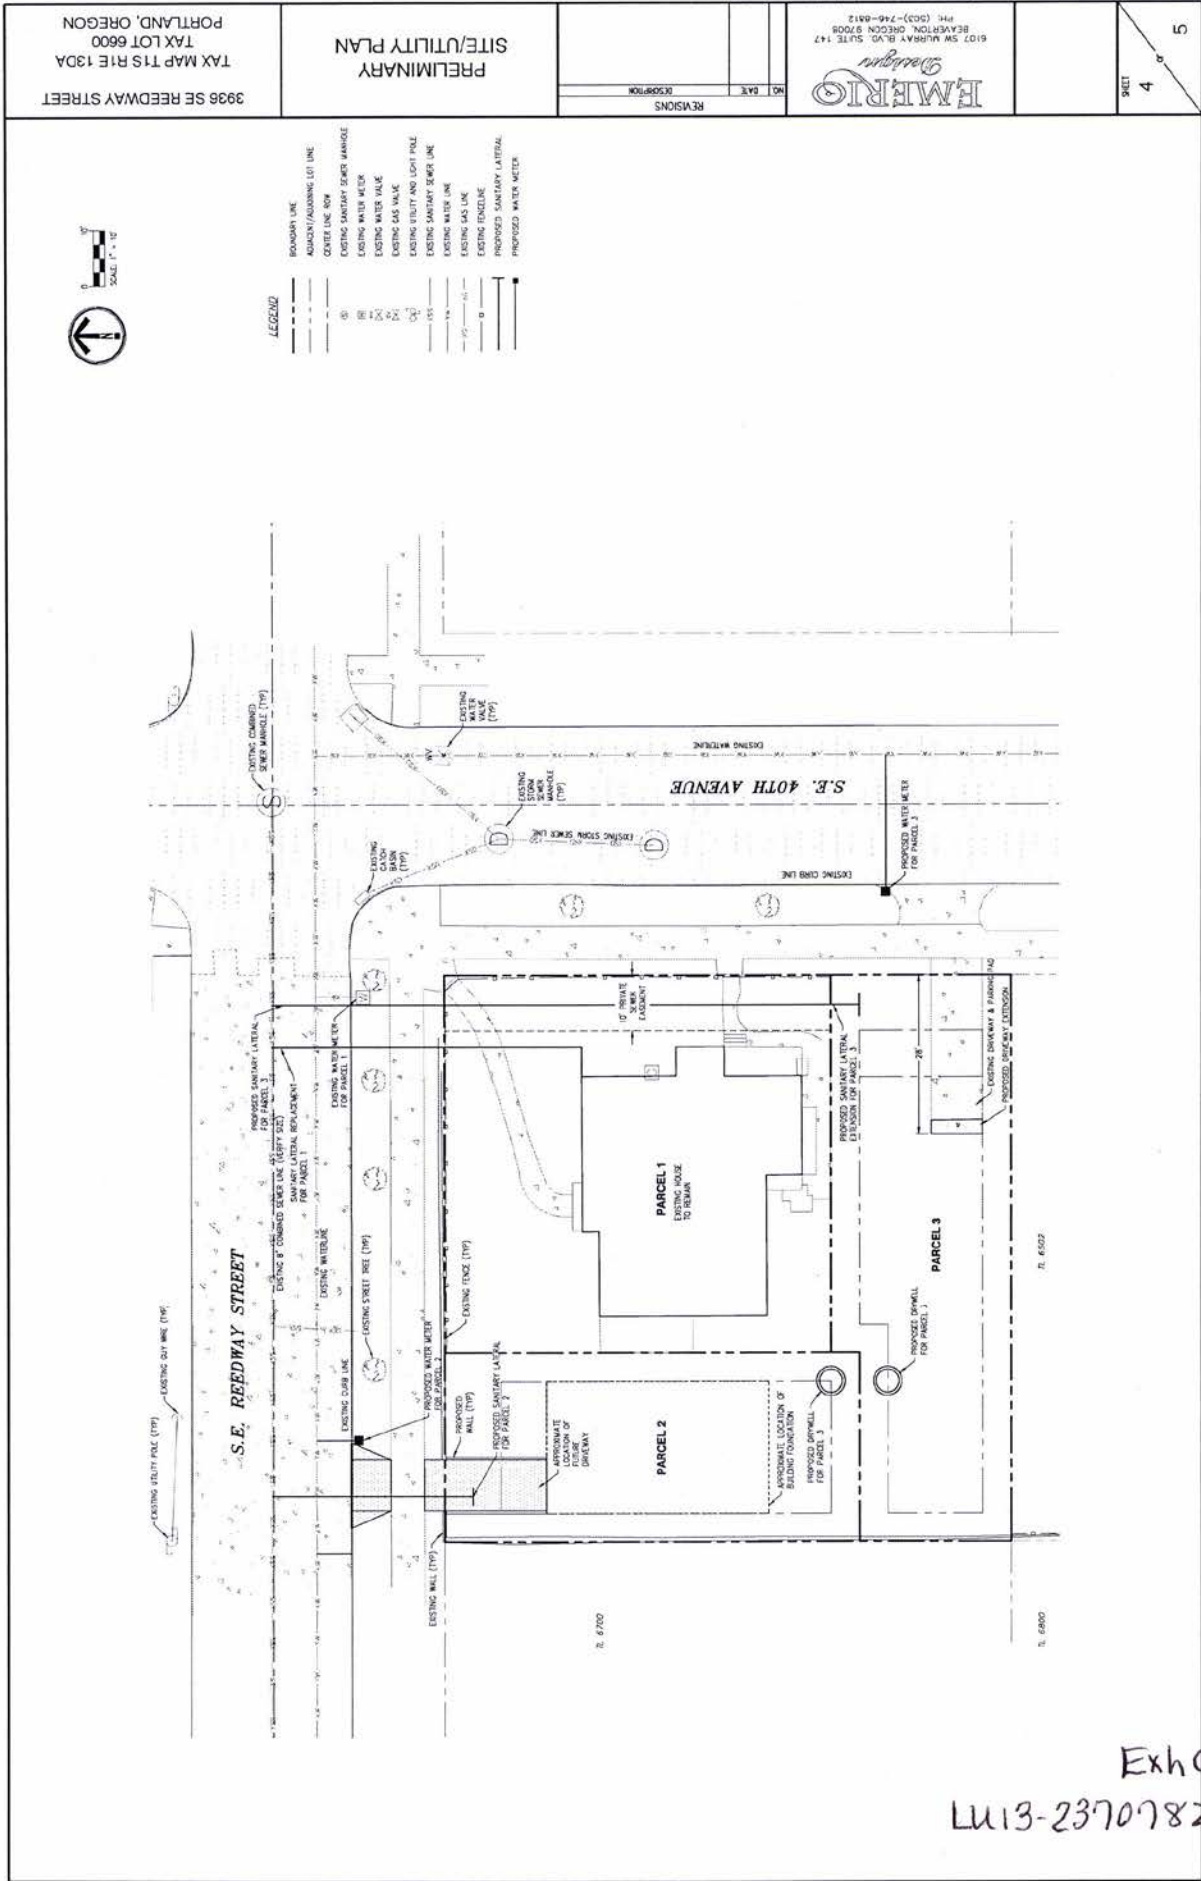 3936 SE REEDWAY STREET
TAX MAP T1S R1E 13DA
TAX LOT 6600
PORTLAND, OREGON
PRELIMINARY
SITE/UTILITY PLAN
REVISIONS
NO. DATE DESCRIPTION
EMERIO
Design
6107 SW MURRAY BLVD. SUITE 147
BEAVERTON, OREGON 97008
PH: (503)-746-8812
SHEET
4 OF 5
0 10'
SCALE: 1" = 10'
N
LEGEND
BOUNDARY LINE
ADJACENT/ADJOINING LOT LINE
CENTER LINE ROW
EXISTING SANITARY SEWER MANHOLE
EXISTING WATER METER
EXISTING WATER VALVE
EXISTING GAS VALVE
EXISTING UTILITY AND LIGHT POLE
EXISTING SANITARY SEWER LINE
EXISTING WATER LINE
EXISTING GAS LINE
EXISTING FENCELINE
PROPOSED SANITARY LATERAL
PROPOSED WATER METER
EXISTING UTILITY POLE (TYP)
EXISTING GUY WIRE (TYP)
S.E. REEDWAY STREET
EXISTING COMBINED
SEWER MANHOLE (TYP)
S
PROPOSED SANITARY LATERAL
FOR PARCEL 3
EXISTING 8" COMBINED SEWER LINE (VERIFY SIZE)
SANITARY LATERAL REPLACEMENT
FOR PARCEL 1
EXISTING WATERLINE
EXISTING WATER METER
FOR PARCEL 1
EXISTING CURB LINE
EXISTING STREET TREE (TYP)
EXISTING
CATCH
BASIN
(TYP)
EXISTING
WATER
VALVE
(TYP)
WV
EXISTING
STORM
SEWER
MANHOLE
(TYP)
D
EXISTING STORM SEWER LINE
D
EXISTING WATERLINE
S.E. 40TH AVENUE
EXISTING CURB LINE
PROPOSED WATER METER
FOR PARCEL 3
PROPOSED WATER METER
FOR PARCEL 2
PROPOSED
WALL (TYP)
EXISTING FENCE (TYP)
PROPOSED SANITARY LATERAL
FOR PARCEL 2
APPROXIMATE
LOCATION OF
FUTURE
DRIVEWAY
EXISTING WALL (TYP)
10' PRIVATE
SEWER
EASEMENT
PARCEL 1
EXISTING HOUSE
TO REMAIN
PARCEL 2
APPROXIMATE LOCATION OF
BUILDING FOUNDATION
PROPOSED DRYWELL
FOR PARCEL 3
PROPOSED DRYWELL
FOR PARCEL
PROPOSED SANITARY LATERAL
EXTENSION FOR PARCEL 3
28'
EXISTING DRIVEWAY & PARKING PAD
PROPOSED DRIVEWAY EXTENSION
PARCEL 3
TL 6700
TL 6502
TL 6800
Exh
LU13-2370782